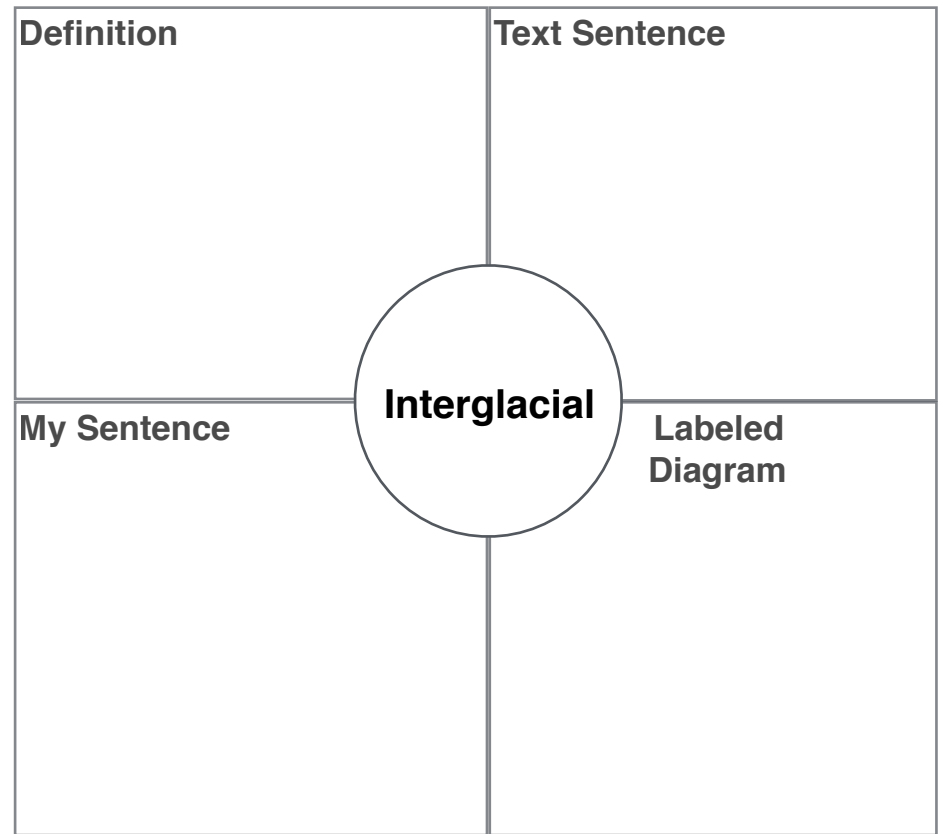 Definition
Text Sentence
Interglacial
My Sentence
Labeled
Diagram